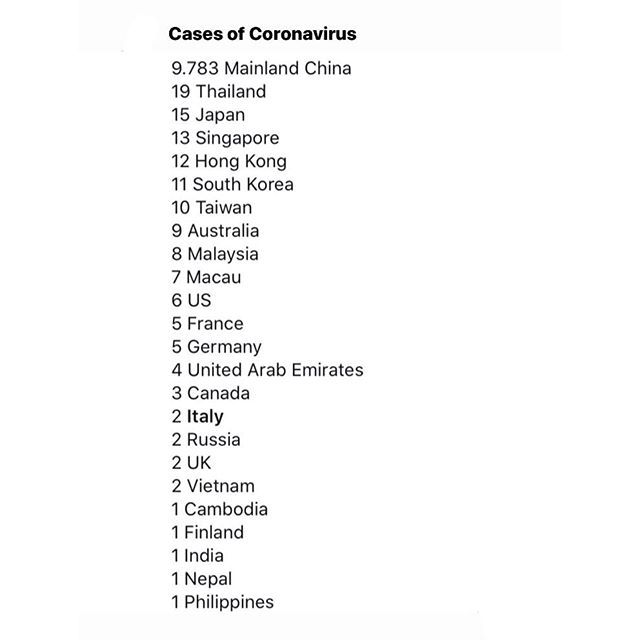 Cases of Coronavirus
9.783 Mainland China
19 Thailand
15 Japan
13 Singapore
12 Hong Kong
11 South Korea
10 Taiwan
9 Australia
8 Malaysia
7 Macau
6 US
5 France
5 Germany
4 United Arab Emirates
3 Canada
2 Italy
2 Russia
2 UK
2 Vietnam
1 Cambodia
1 Finland
1 India
1 Nepal
1 Philippines